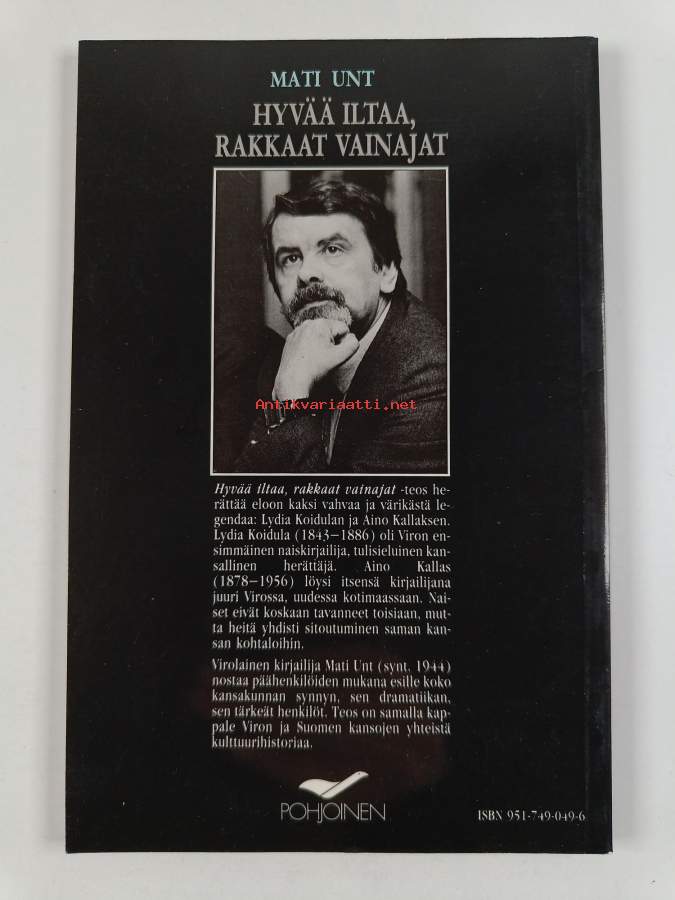 MATI UNT
HYVÄÄ ILTAA,
RAKKAAT VAINAJAT
Antikvariaatti.net
Hyvää iltaa, rakkaat vainajat -teos he-
rättää eloon kaksi vahvaa ja värikästä le-
gendaa: Lydia Koidulan ja Aino Kallaksen.
Lydia Koidula (1843–1886) oli Viron en-
simmäinen naiskirjailija, tulisieluinen kan-
sallinen herättäjä. Aino Kallas
(1878–1956) löysi itsensä kirjailijana
juuri Virossa, uudessa kotimaassaan. Nai-
set eivät koskaan tavanneet toisiaan, mut-
ta heitä yhdisti sitoutuminen saman kan-
san kohtaloihin.
Virolainen kirjailija Mati Unt (synt. 1944)
nostaa päähenkilöiden mukana esille koko
kansakunnan synnyn, sen dramatiikan,
sen tärkeät henkilöt. Teos on samalla kap-
pale Viron ja Suomen kansojen yhteistä
kulttuurihistoriaa.
POHJOINEN
ISBN 951-749-049-6